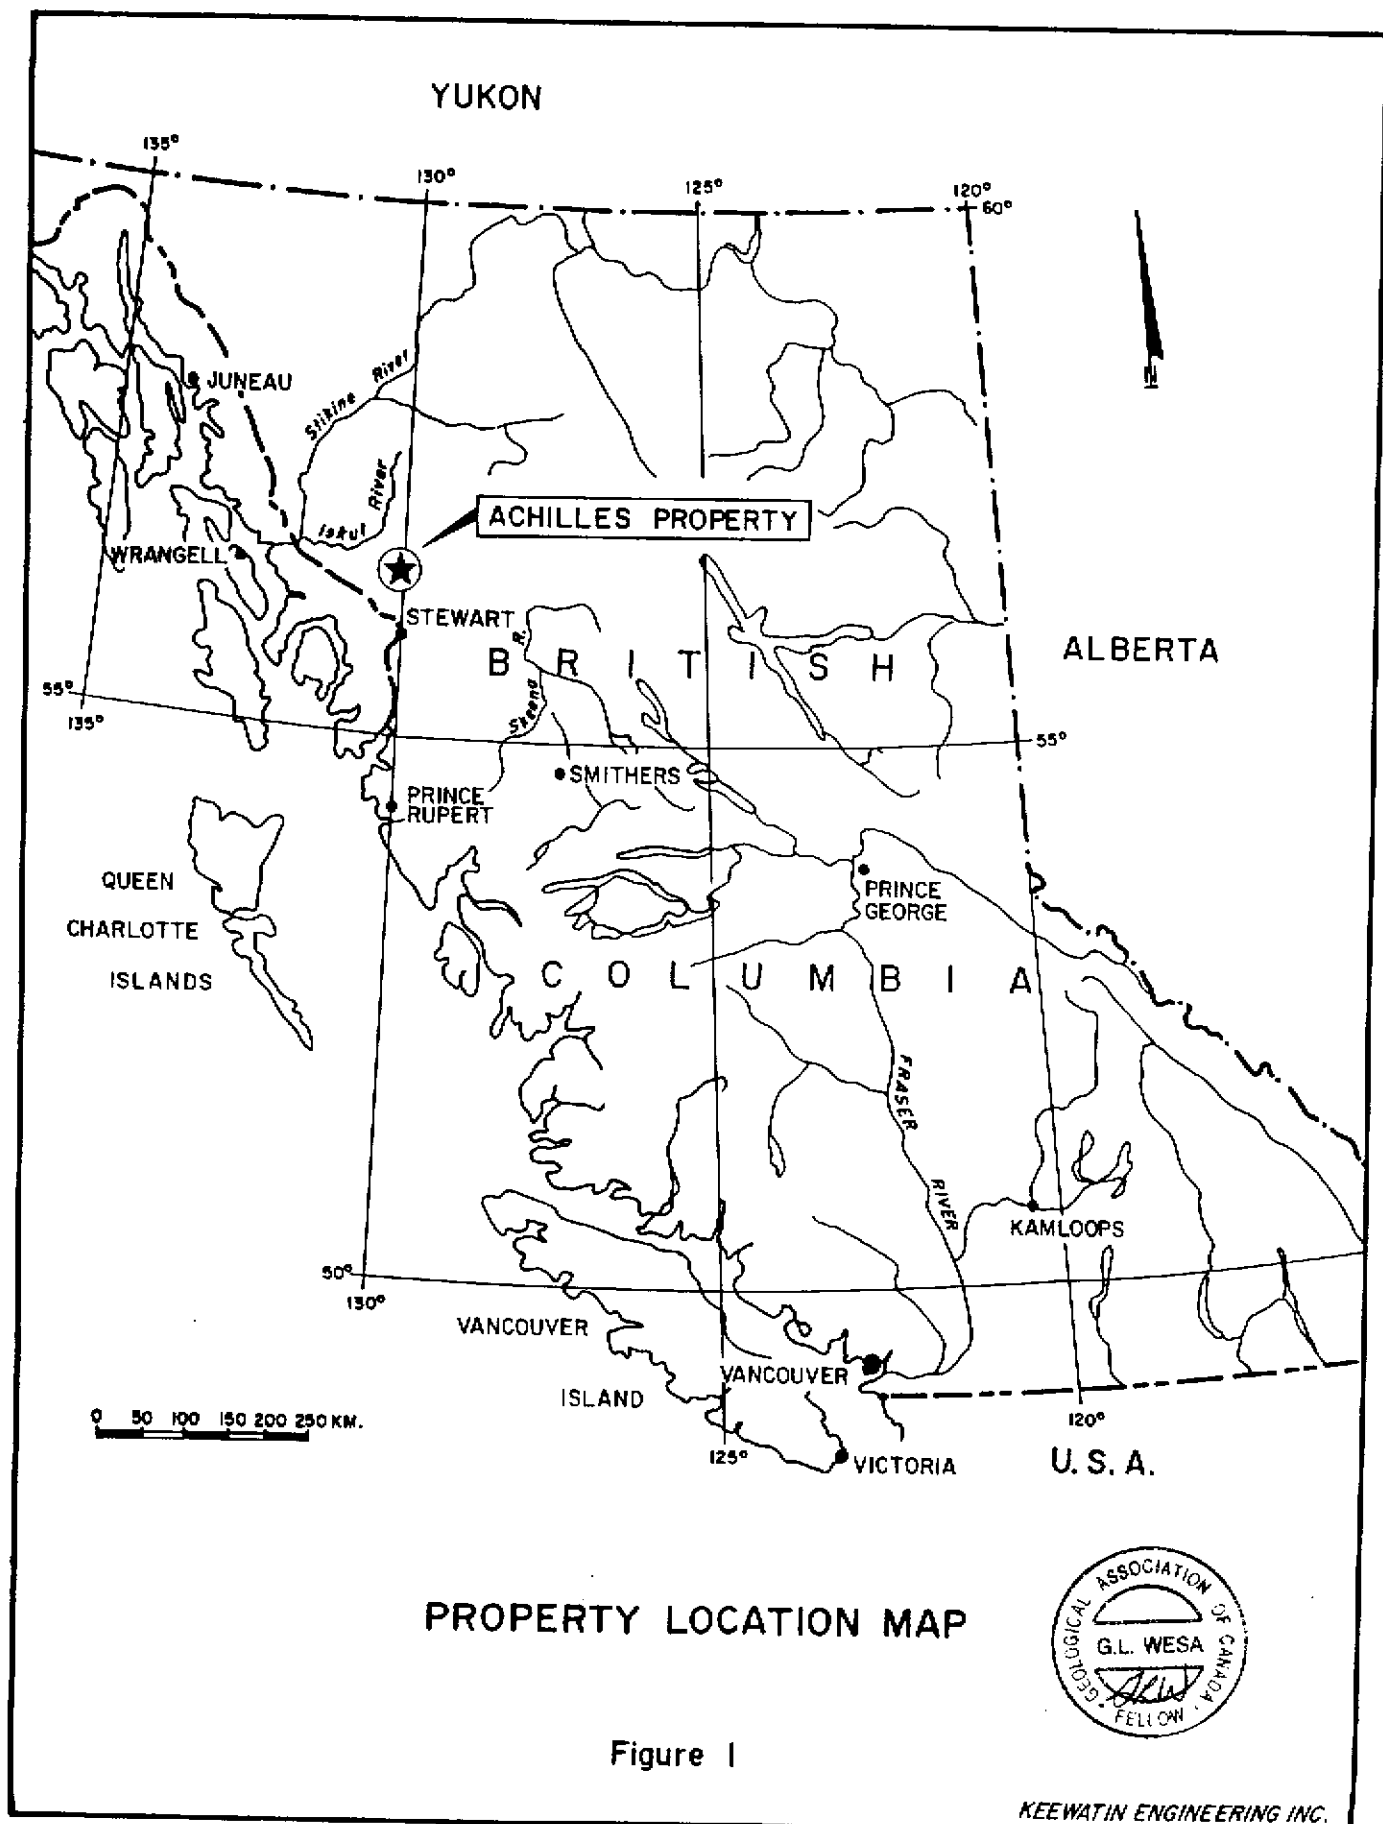 YUKON
135°
130°
125°
120°
60°
JUNEAU
Stikine River
Iskut River
ACHILLES PROPERTY
WRANGELL
STEWART
Skeena R.
BRITISH
ALBERTA
55°
135°
55°
SMITHERS
PRINCE
RUPERT
QUEEN
CHARLOTTE
ISLANDS
PRINCE
GEORGE
COLUMBIA
FRASER RIVER
KAMLOOPS
50°
130°
VANCOUVER
ISLAND
VANCOUVER
120°
0 50 100 150 200 250 KM.
125°
VICTORIA
U.S.A.
PROPERTY LOCATION MAP
GEOLOGICAL ASSOCIATION OF CANADA
G.L. WESA
FELLOW
Figure 1
KEEWATIN ENGINEERING INC.